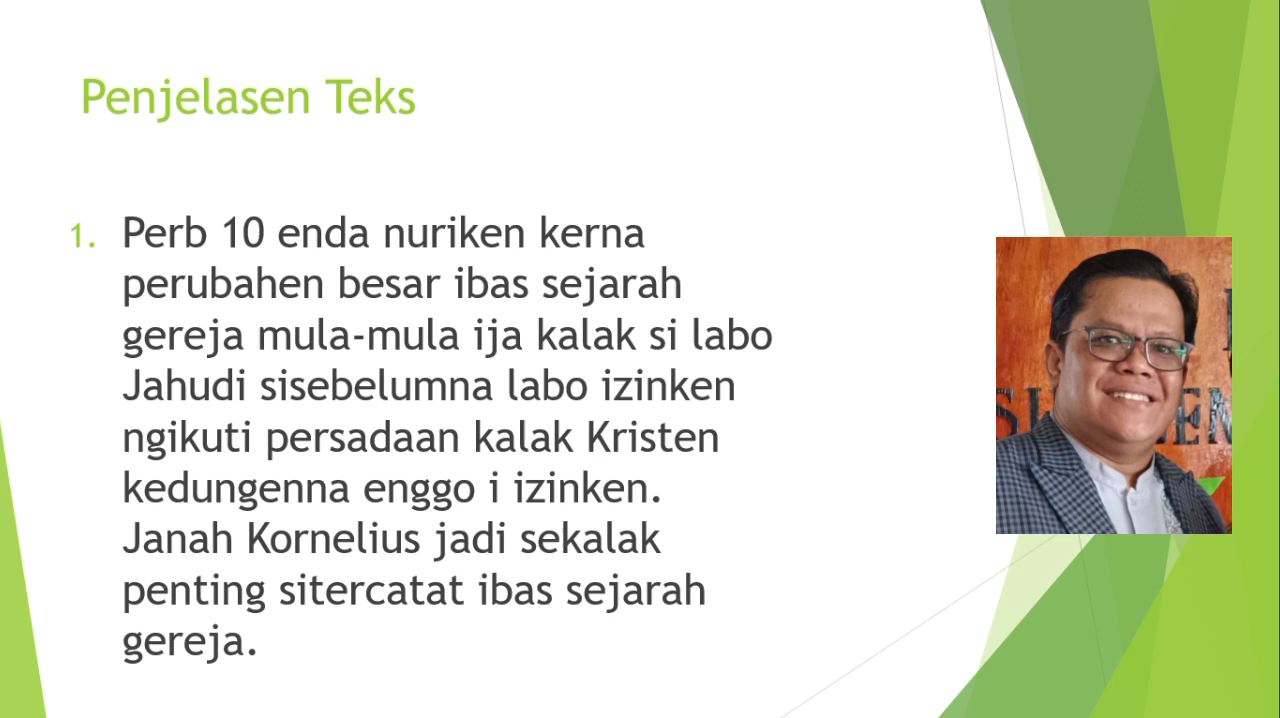 Penjelasen Teks
1. Perb 10 enda nuriken kerna
perubahen besar ibas sejarah
gereja mula-mula ija kalak si labo
Jahudi sisebelumna labo izinken
ngikuti persadaan kalak Kristen
kedungenna enggo i izinken.
Janah Kornelius jadi sekalak
penting sitercatat ibas sejarah
gereja.